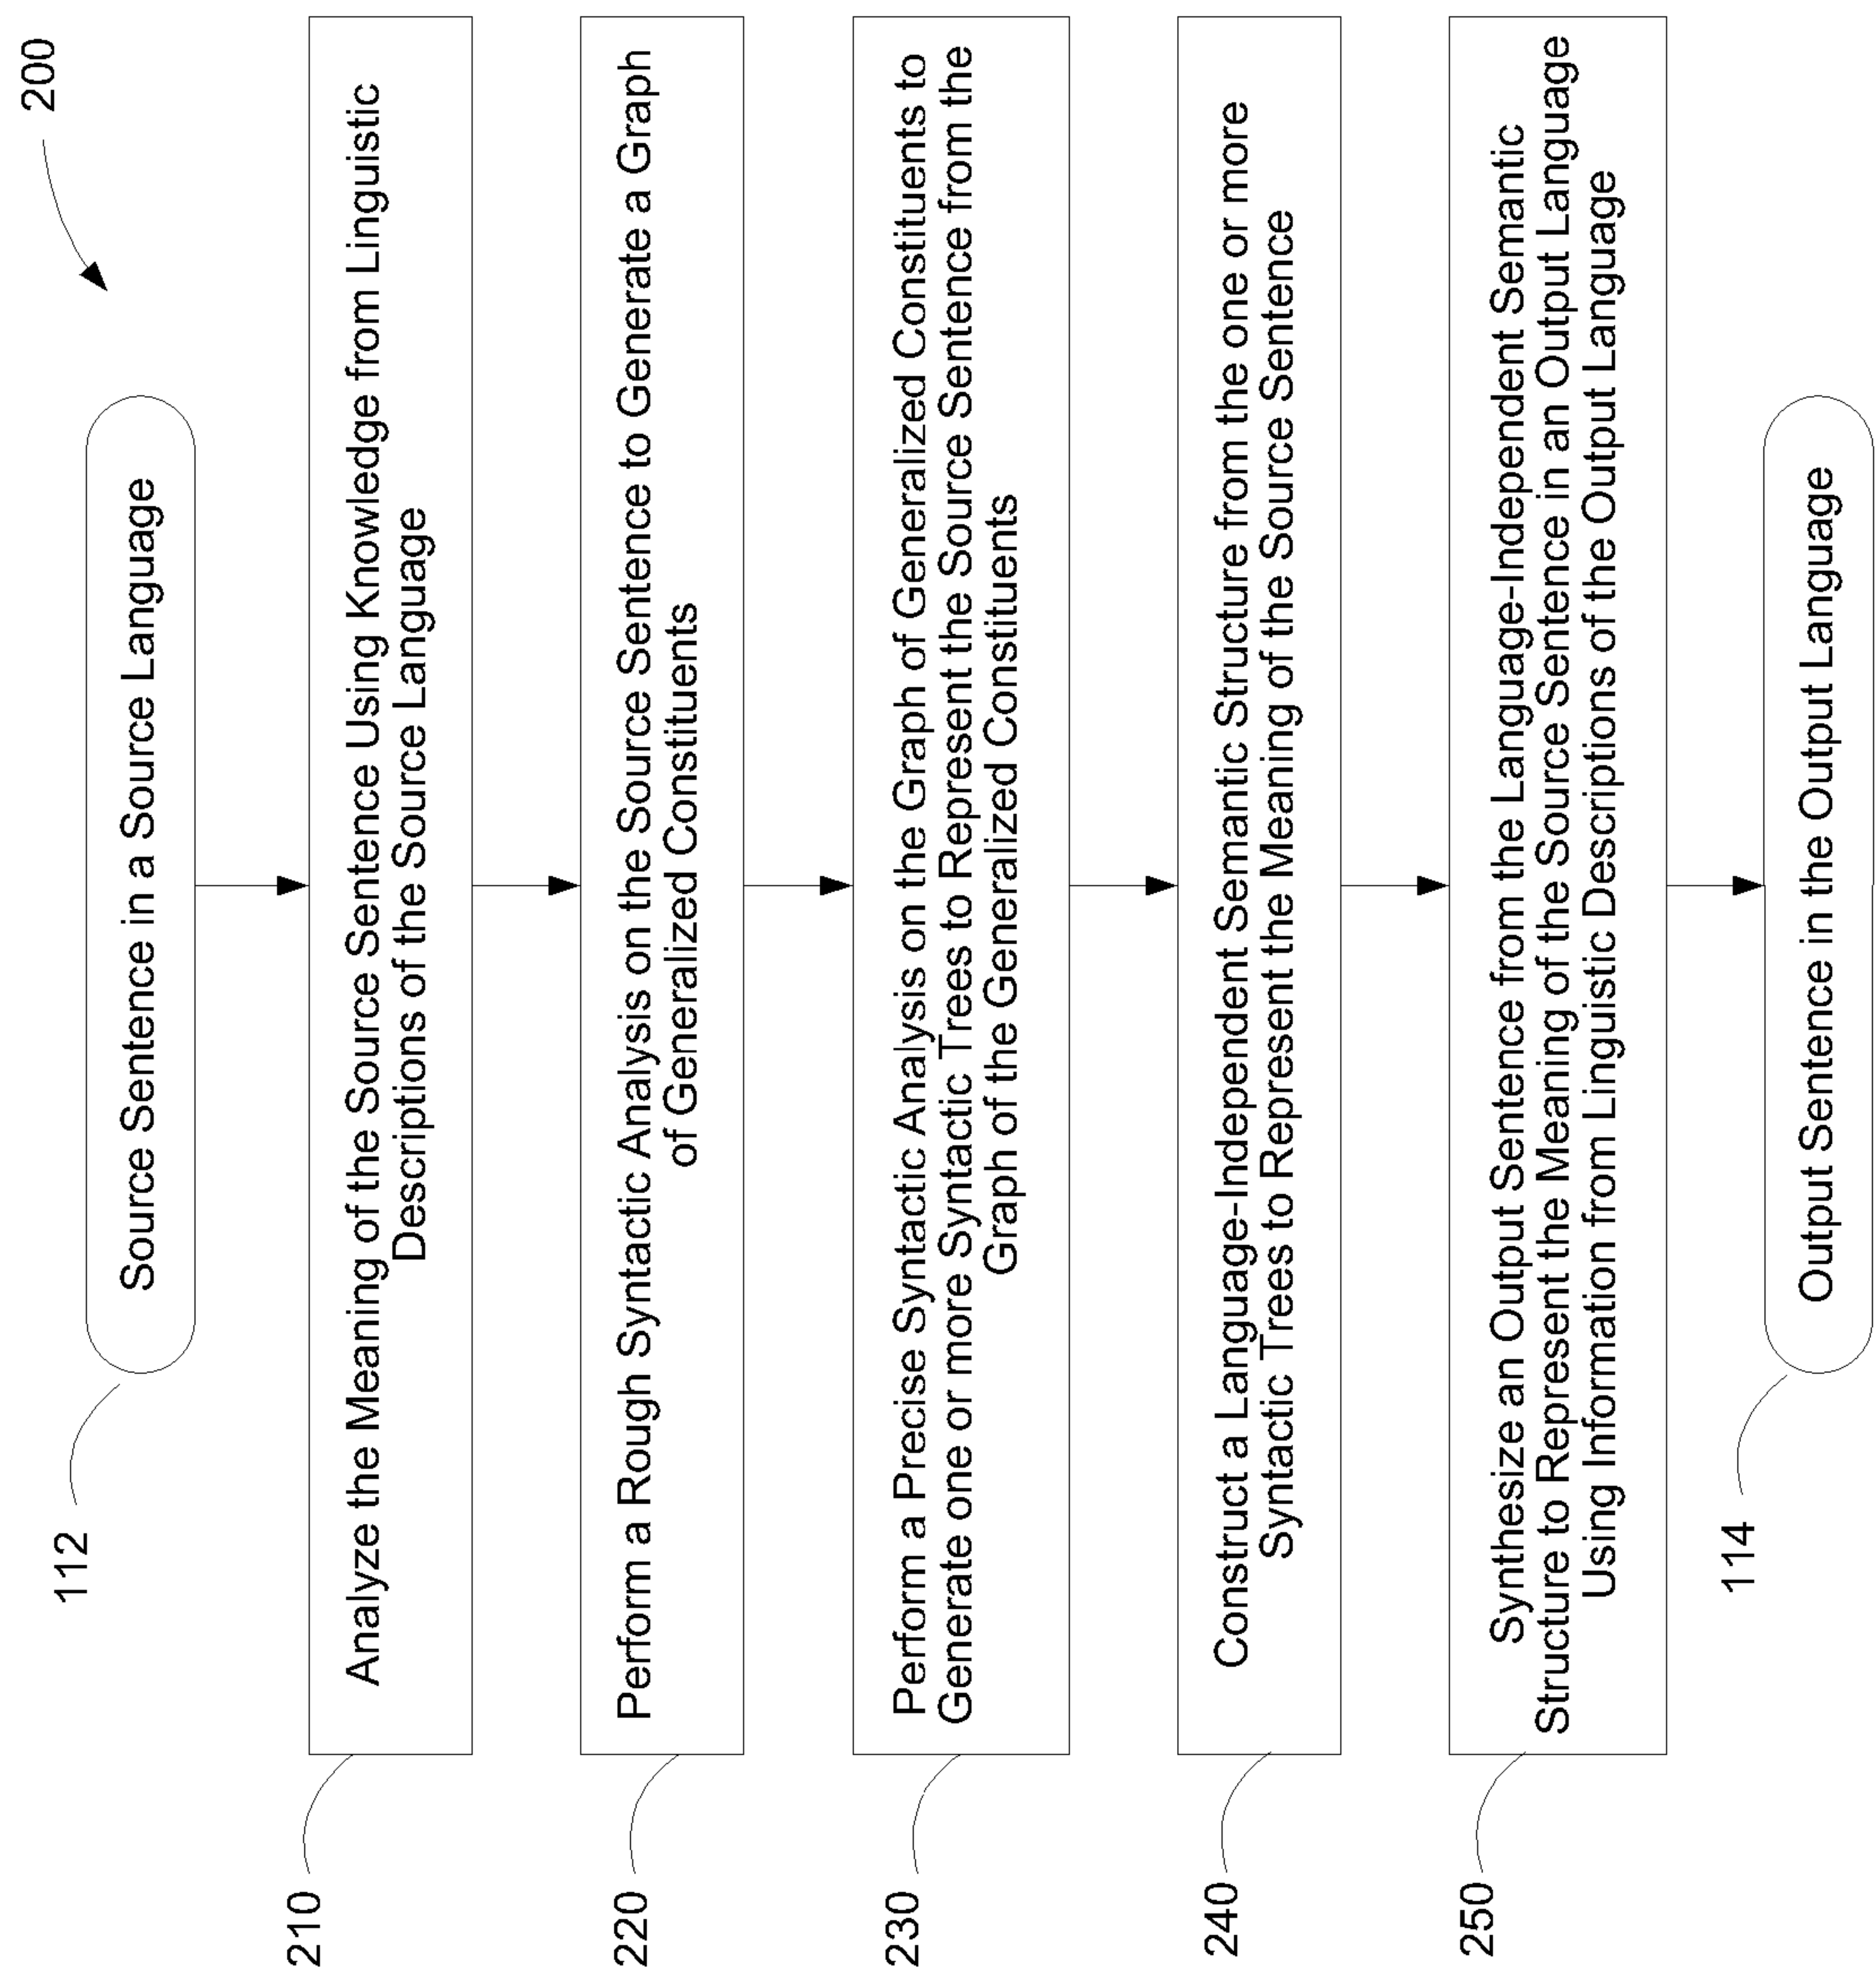 200
112
Source Sentence in a Source Language
210
Analyze the Meaning of the Source Sentence Using Knowledge from Linguistic
Descriptions of the Source Language
220
Perform a Rough Syntactic Analysis on the Source Sentence to Generate a Graph
of Generalized Constituents
230
Perform a Precise Syntactic Analysis on the Graph of Generalized Constituents to
Generate one or more Syntactic Trees to Represent the Source Sentence from the
Graph of the Generalized Constituents
240
Construct a Language-Independent Semantic Structure from the one or more
Syntactic Trees to Represent the Meaning of the Source Sentence
250
Synthesize an Output Sentence from the Language-Independent Semantic
Structure to Represent the Meaning of the Source Sentence in an Output Language
Using Information from Linguistic Descriptions of the Output Language
114
Output Sentence in the Output Language